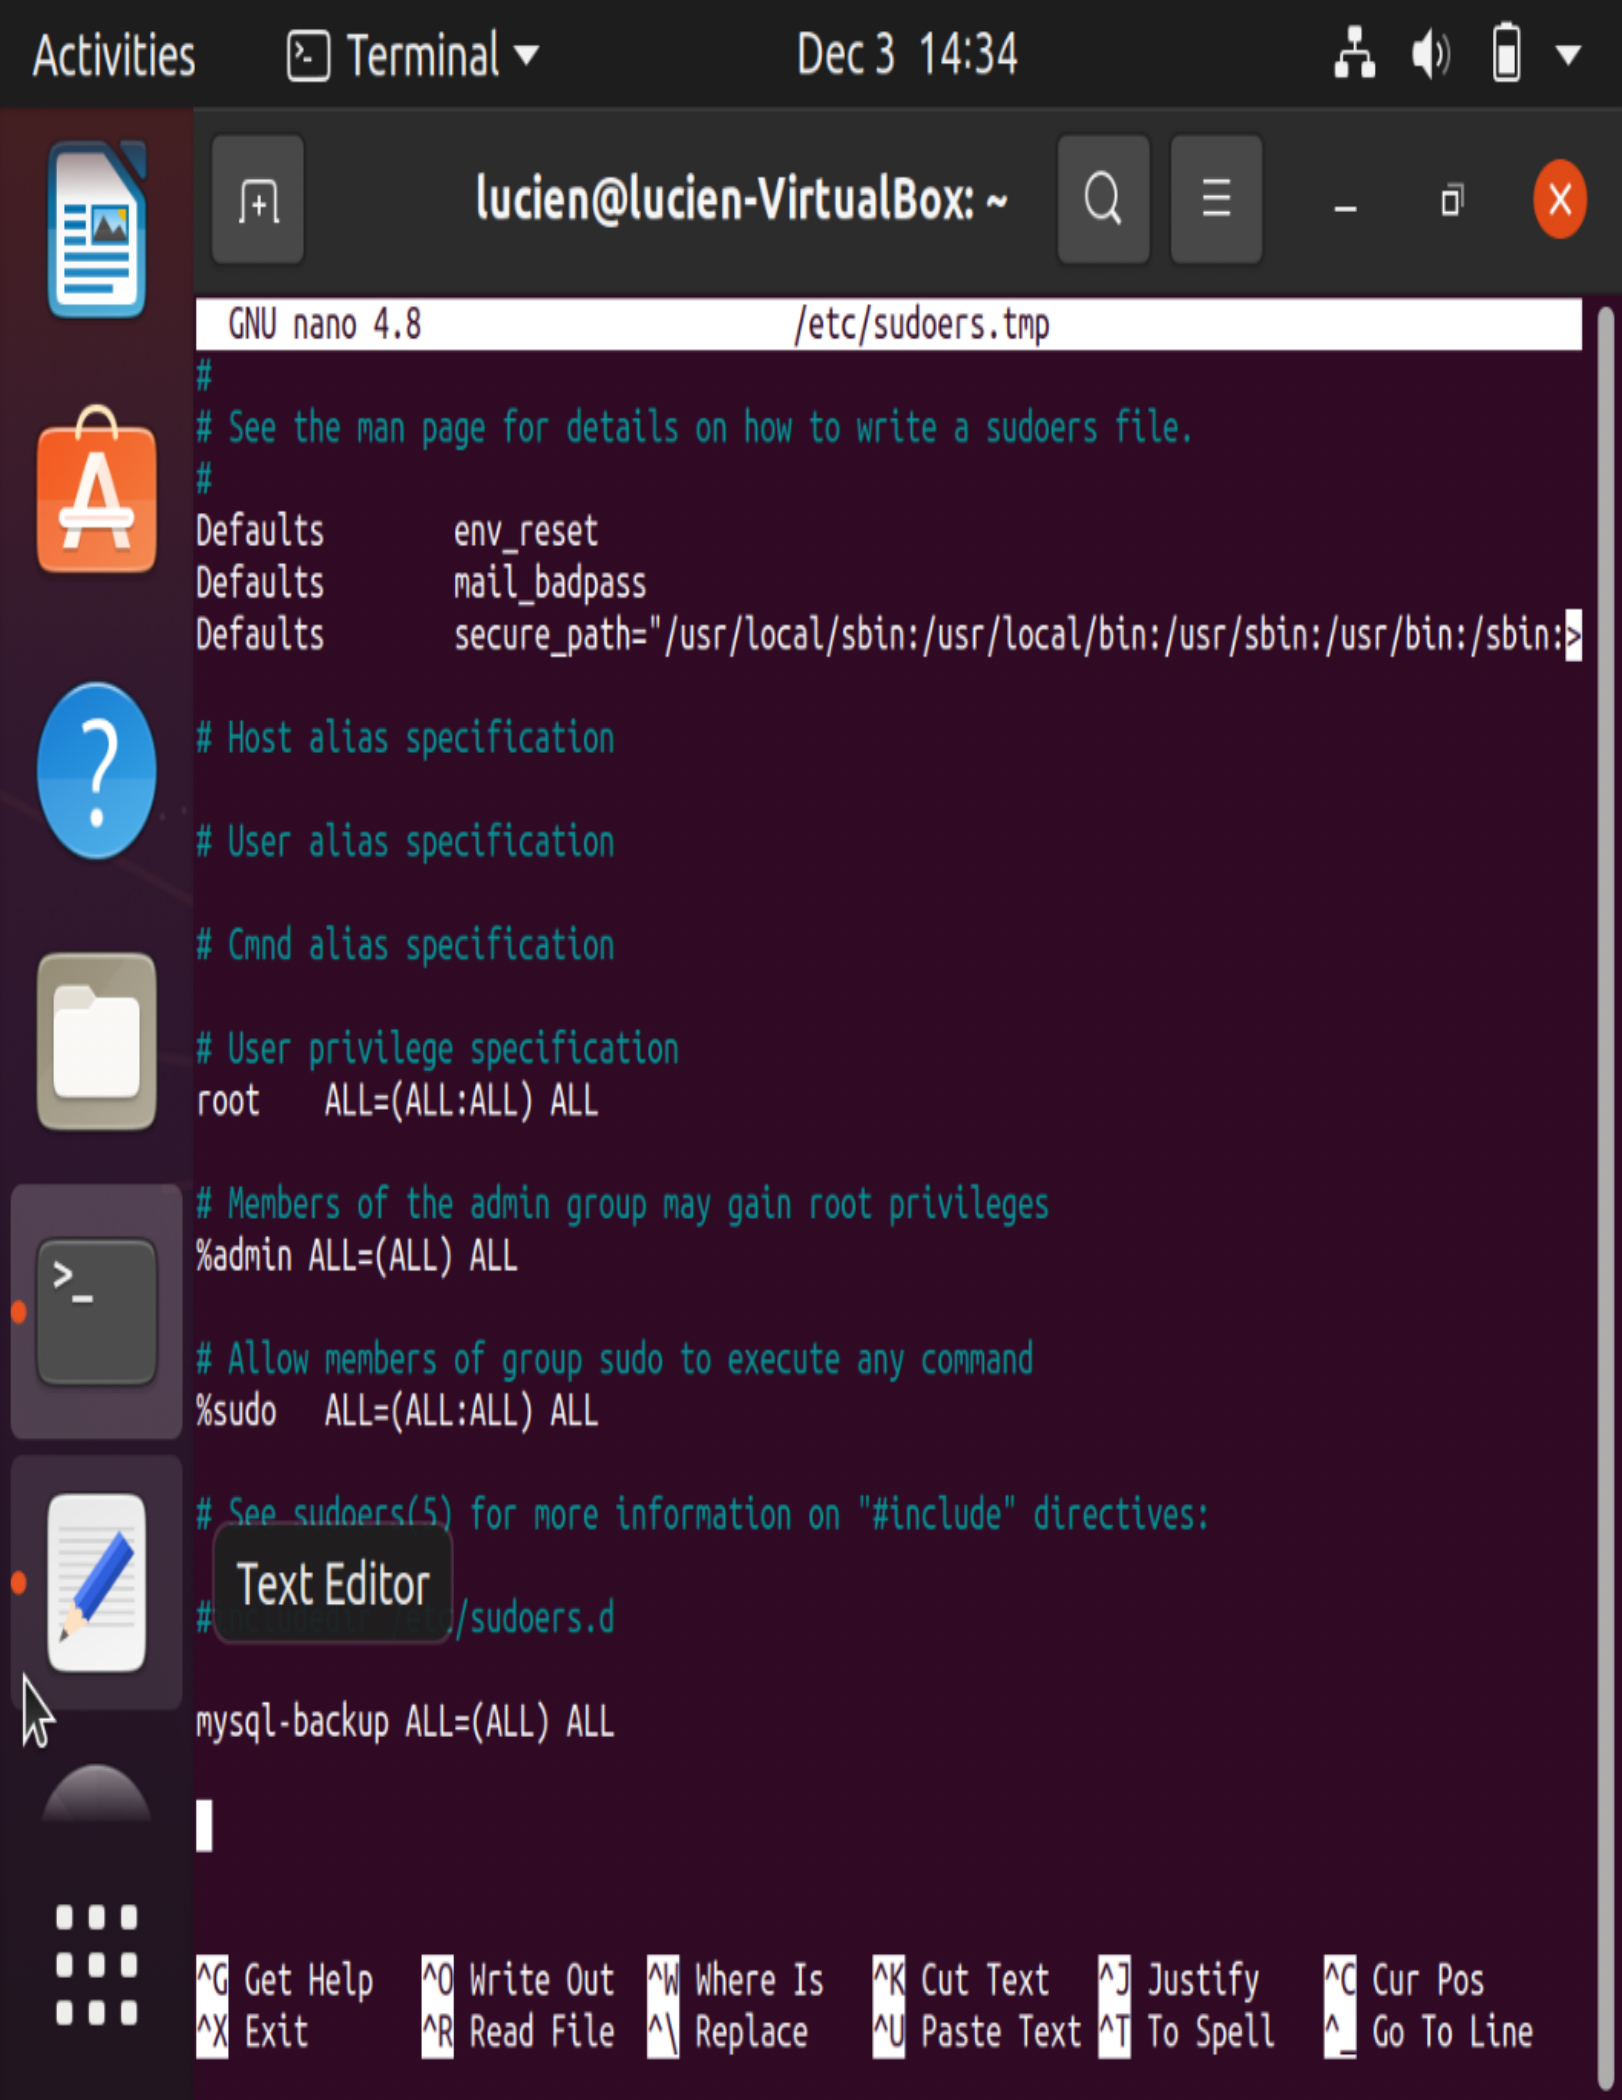 Activities Terminal Dec 3 14:34
lucien@lucien-VirtualBox: ~
GNU nano 4.8 /etc/sudoers.tmp
#
# See the man page for details on how to write a sudoers file.
#
Defaults env_reset
Defaults mail_badpass
Defaults secure_path="/usr/local/sbin:/usr/local/bin:/usr/sbin:/usr/bin:/sbin:>
# Host alias specification
# User alias specification
# Cmnd alias specification
# User privilege specification
root ALL=(ALL:ALL) ALL
# Members of the admin group may gain root privileges
%admin ALL=(ALL) ALL
# Allow members of group sudo to execute any command
%sudo ALL=(ALL:ALL) ALL
# See sudoers(5) for more information on "#include" directives:
Text Editor
#includedir /etc/sudoers.d
mysql-backup ALL=(ALL) ALL
^G Get Help ^O Write Out ^W Where Is ^K Cut Text ^J Justify ^C Cur Pos
^X Exit ^R Read File ^\ Replace ^U Paste Text ^T To Spell ^_ Go To Line